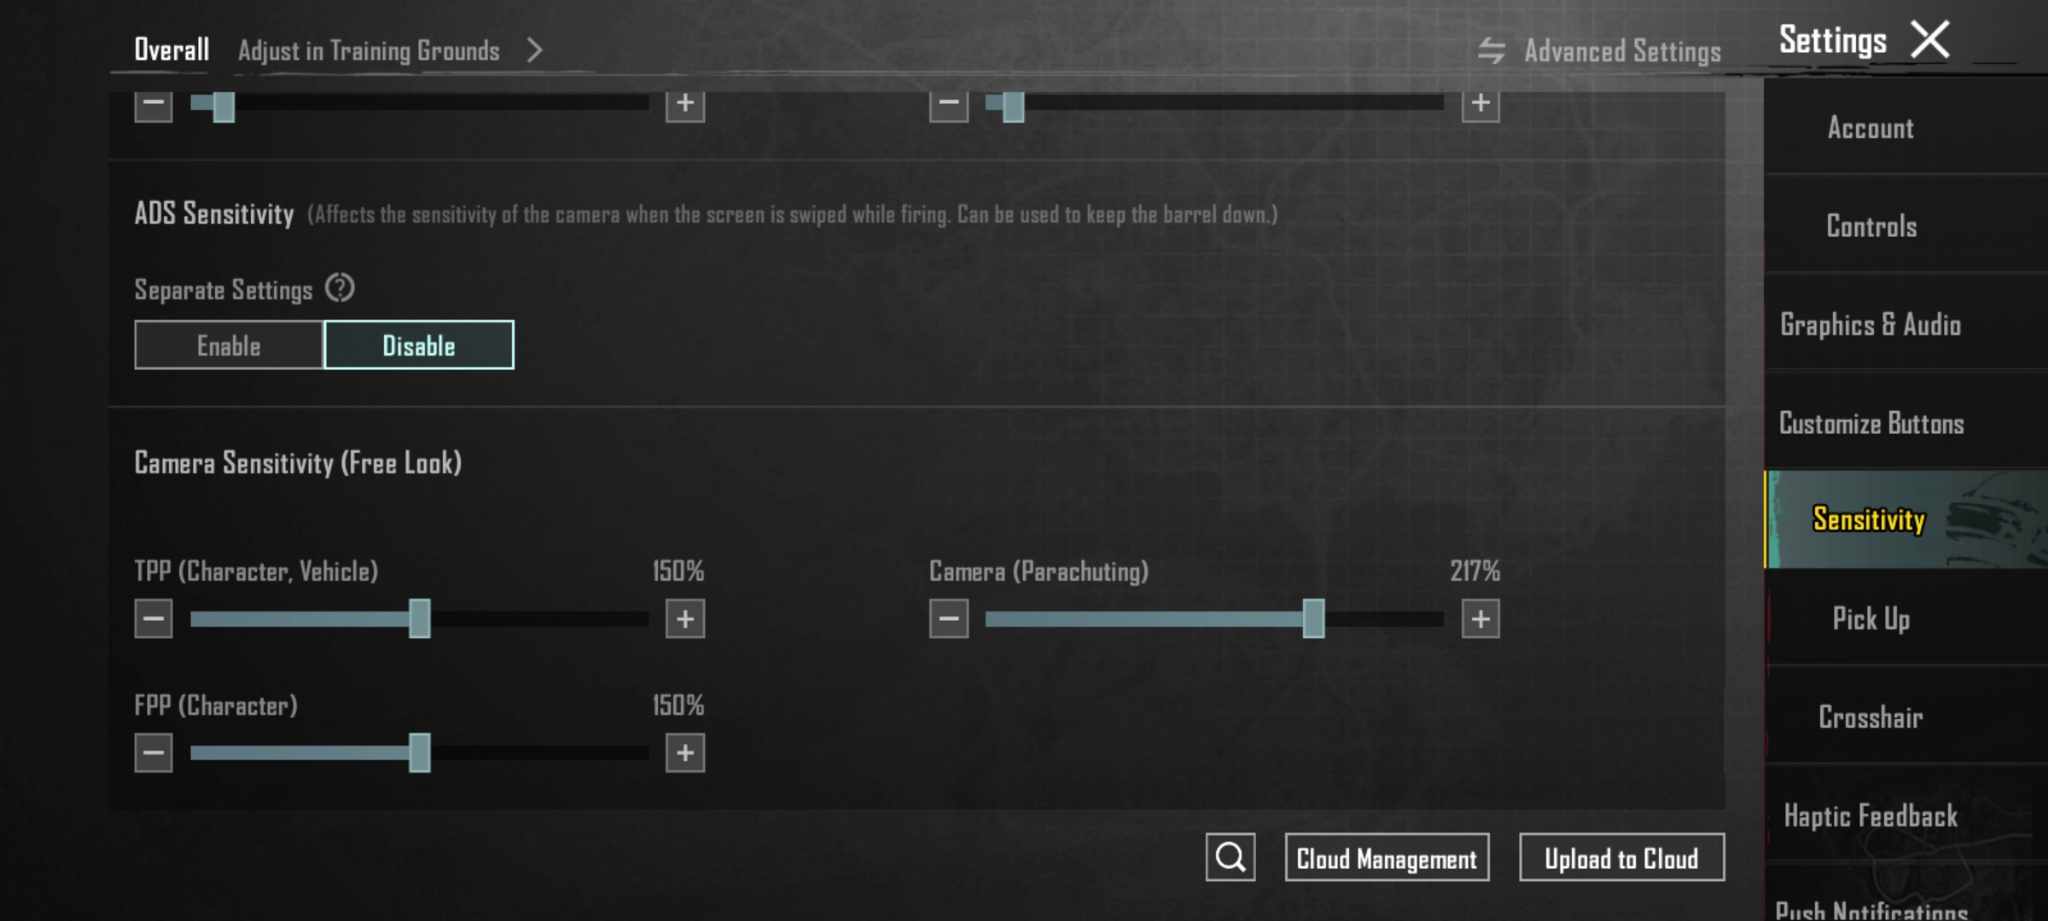 Overall
Adjust in Training Grounds
Advanced Settings
Settings
ADS Sensitivity (Affects the sensitivity of the camera when the screen is swiped while firing. Can be used to keep the barrel down.)
Separate Settings
Enable
Disable
Camera Sensitivity (Free Look)
TPP (Character, Vehicle) 150%
Camera (Parachuting) 217%
FPP (Character) 150%
Cloud Management
Upload to Cloud
Account
Controls
Graphics & Audio
Customize Buttons
Sensitivity
Pick Up
Crosshair
Haptic Feedback
Push Notifications